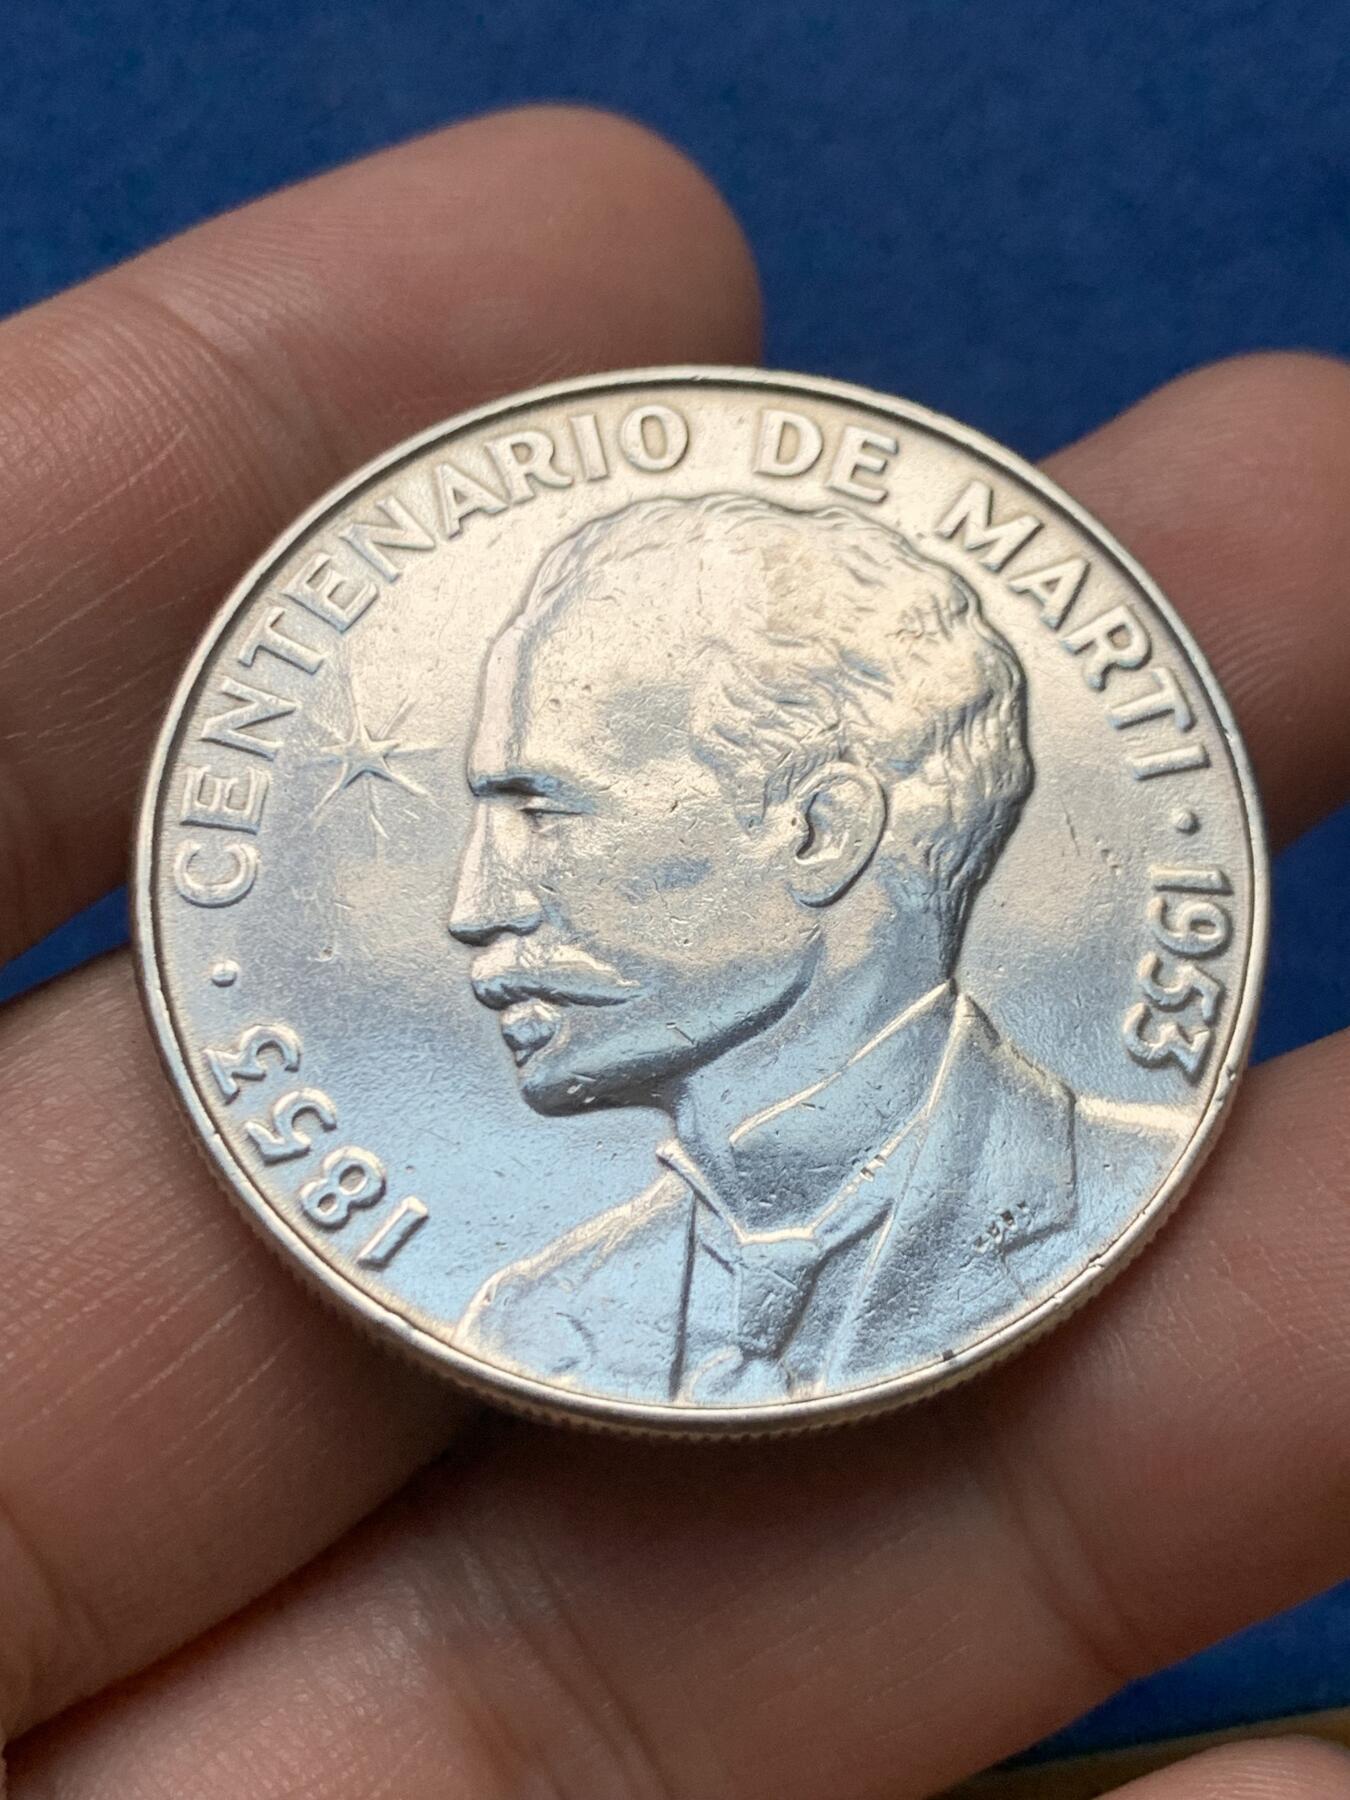 CENTENARIO DE MARTI · 1953
1853 ·